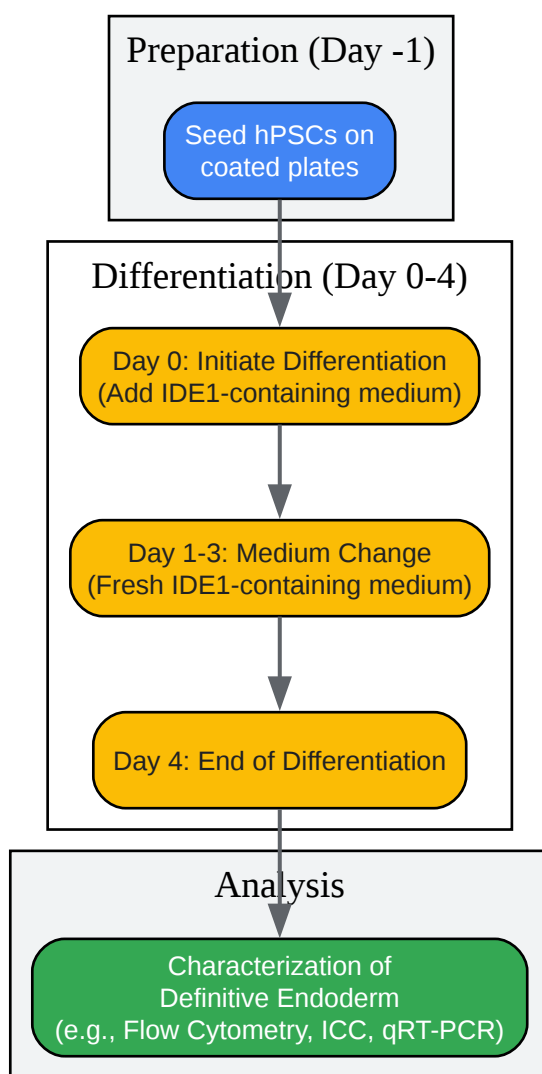 Preparation (Day -1)
Seed hPSCs on
coated plates
Differentiation (Day 0-4)
Day 0: Initiate Differentiation
(Add IDE1-containing medium)
Day 1-3: Medium Change
(Fresh IDE1-containing medium)
Day 4: End of Differentiation
Analysis
Characterization of
Definitive Endoderm
(e.g., Flow Cytometry, ICC, qRT-PCR)